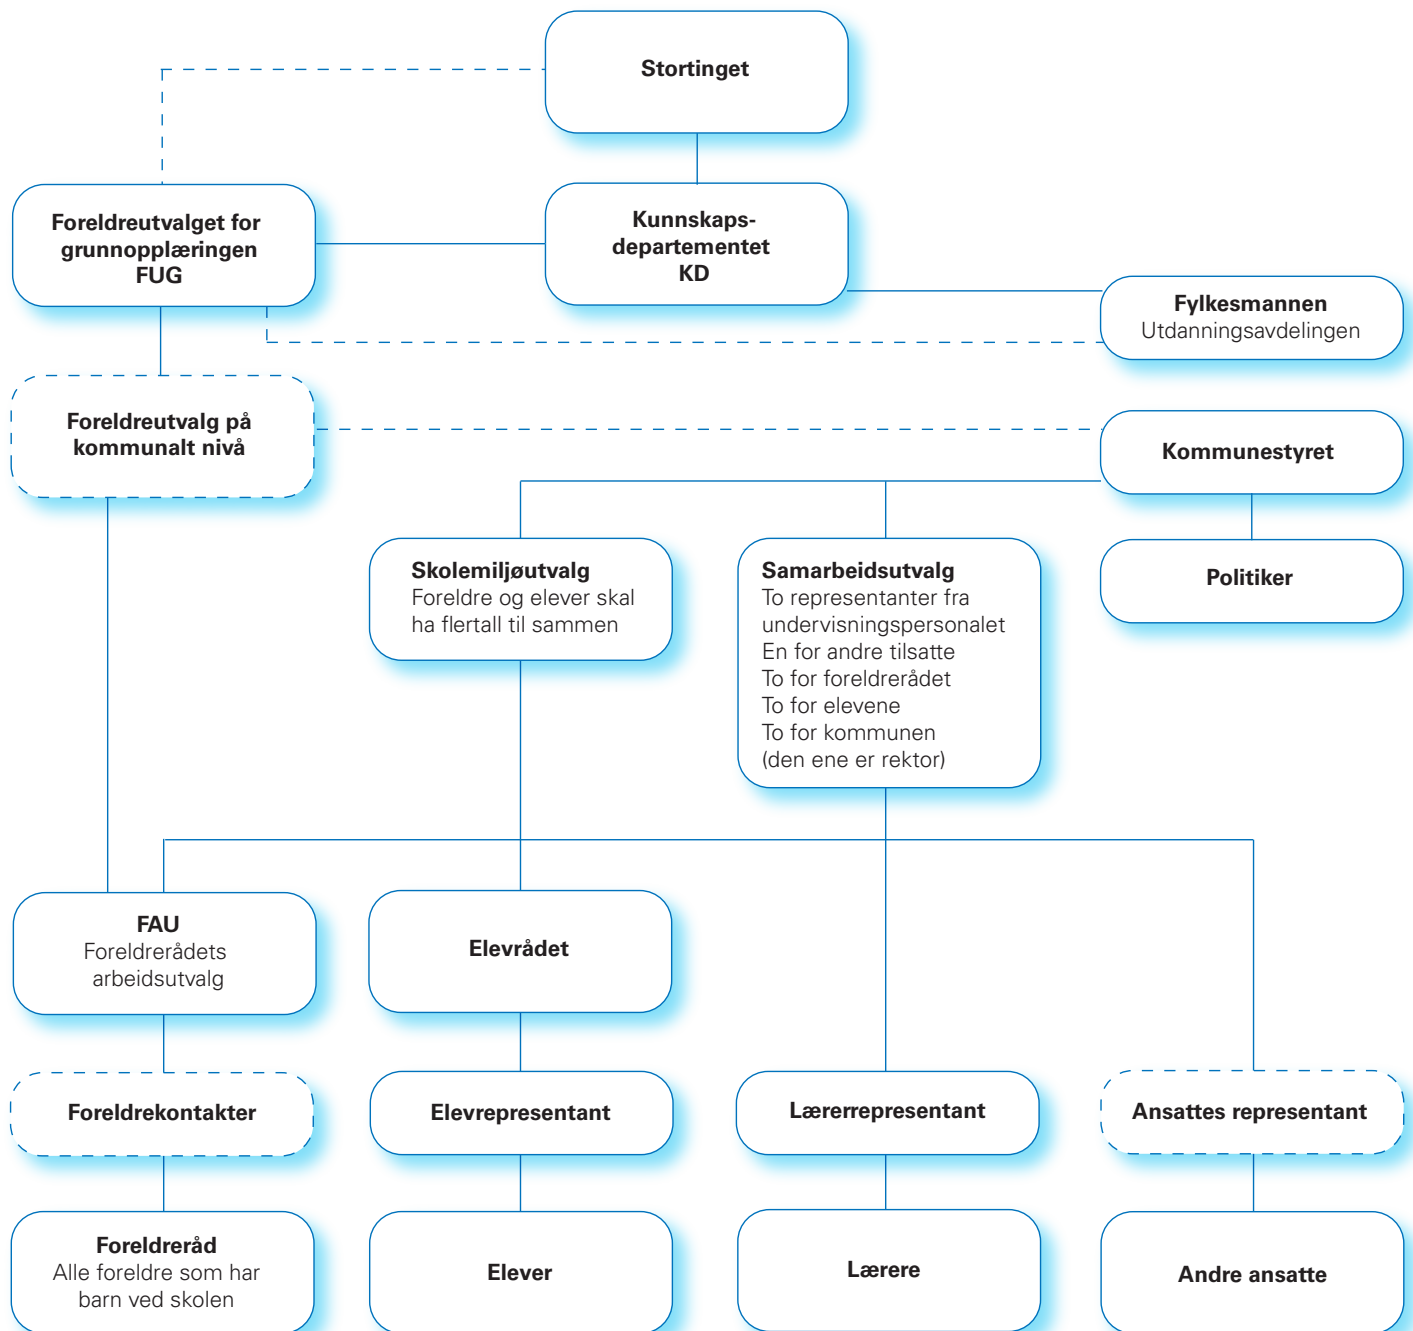 Stortinget
Foreldreutvalget for
grunnopplæringen
FUG
Kunnskaps-
departementet
KD
Fylkesmannen
Utdanningsavdelingen
Foreldreutvalg på
kommunalt nivå
Kommunestyret
Skolemiljøutvalg
Foreldre og elever skal
ha flertall til sammen
Samarbeidsutvalg
To representanter fra
undervisningspersonalet
En for andre tilsatte
To for foreldrerådet
To for elevene
To for kommunen
(den ene er rektor)
Politiker
FAU
Foreldrerådets
arbeidsutvalg
Elevrådet
Foreldrekontakter
Elevrepresentant
Lærerrepresentant
Ansattes representant
Foreldreråd
Alle foreldre som har
barn ved skolen
Elever
Lærere
Andre ansatte